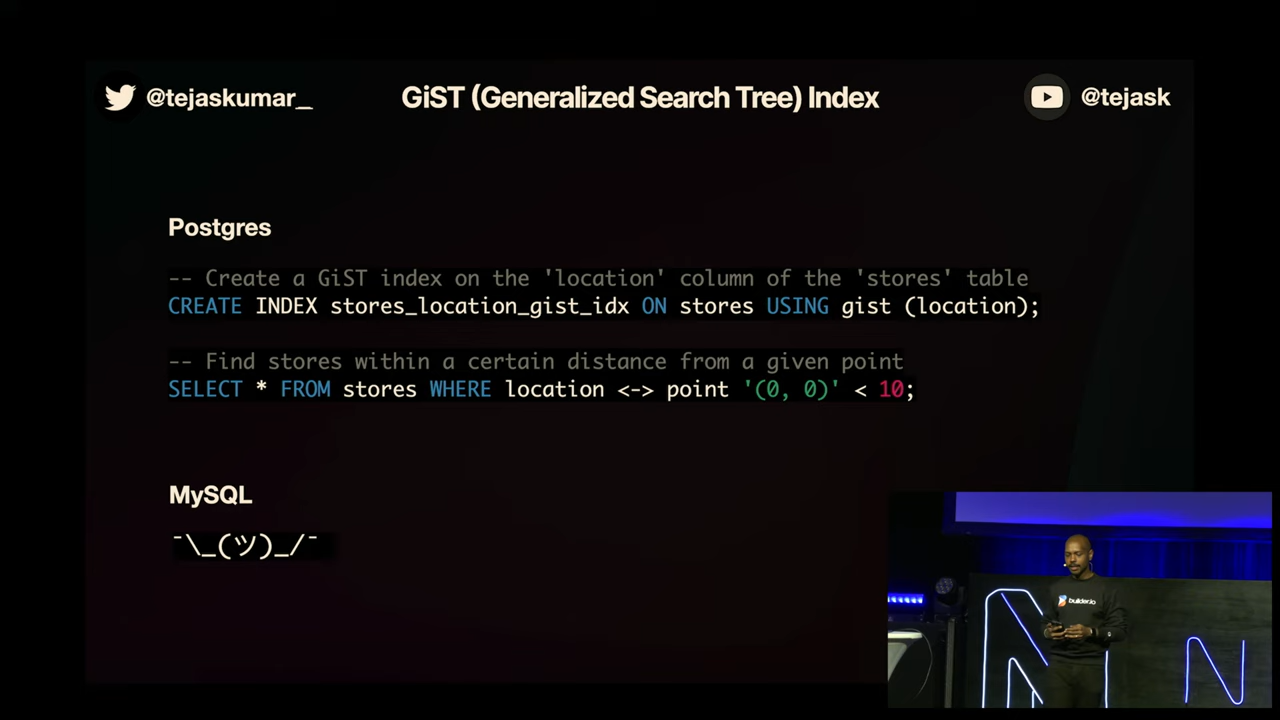 @tejaskumar_
GiST (Generalized Search Tree) Index
@tejask
Postgres
-- Create a GiST index on the 'location' column of the 'stores' table
CREATE INDEX stores_location_gist_idx ON stores USING gist (location);
-- Find stores within a certain distance from a given point
SELECT * FROM stores WHERE location <-> point '(0, 0)' < 10;
MySQL
¯\_(ツ)_/¯
builder.io
N
N